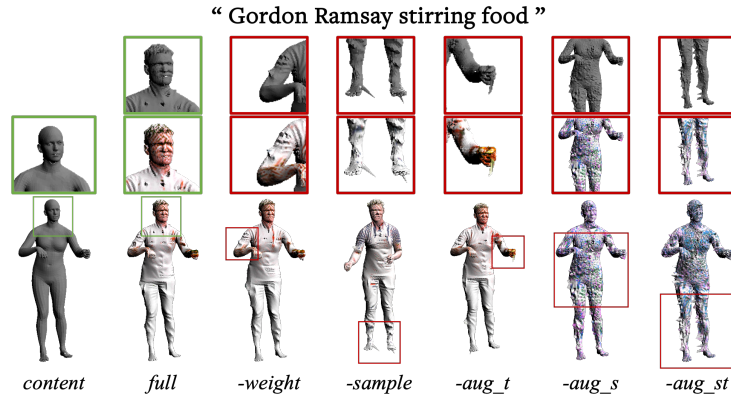 “ Gordon Ramsay stirring food ”
content full -weight -sample -aug_t -aug_s -aug_st